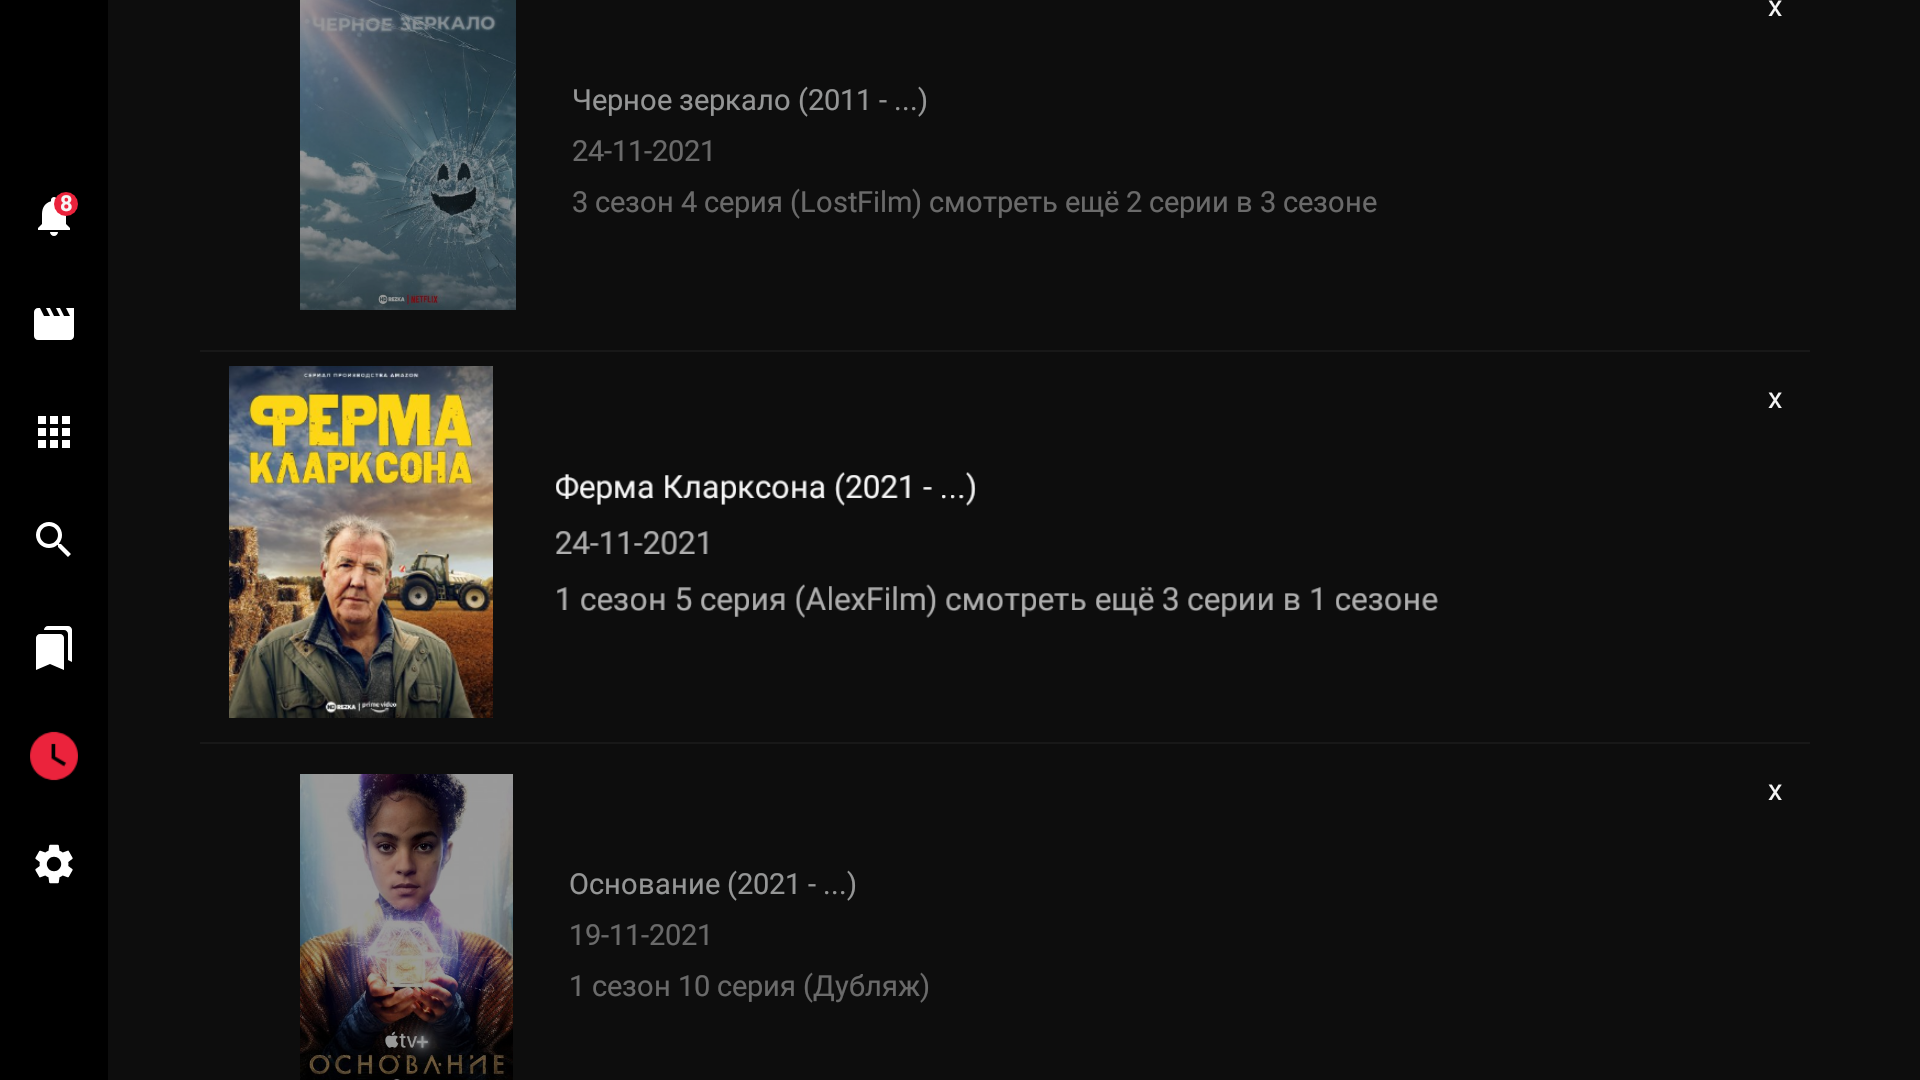 ЧЕРНОЕ ЗЕРКАЛО
x
Черное зеркало (2011 - ...)
24-11-2021
3 сезон 4 серия (LostFilm) смотреть ещё 2 серии в 3 сезоне
HD REZKA | NETFLIX
8
СЕРИАЛ ПРОИЗВОДСТВА AMAZON
ФЕРМА
КЛАРКСОНА
x
Ферма Кларксона (2021 - ...)
24-11-2021
1 сезон 5 серия (AlexFilm) смотреть ещё 3 серии в 1 сезоне
HD REZKA | prime video
x
Основание (2021 - ...)
19-11-2021
1 сезон 10 серия (Дубляж)
tv+
ОСНОВАНИЕ